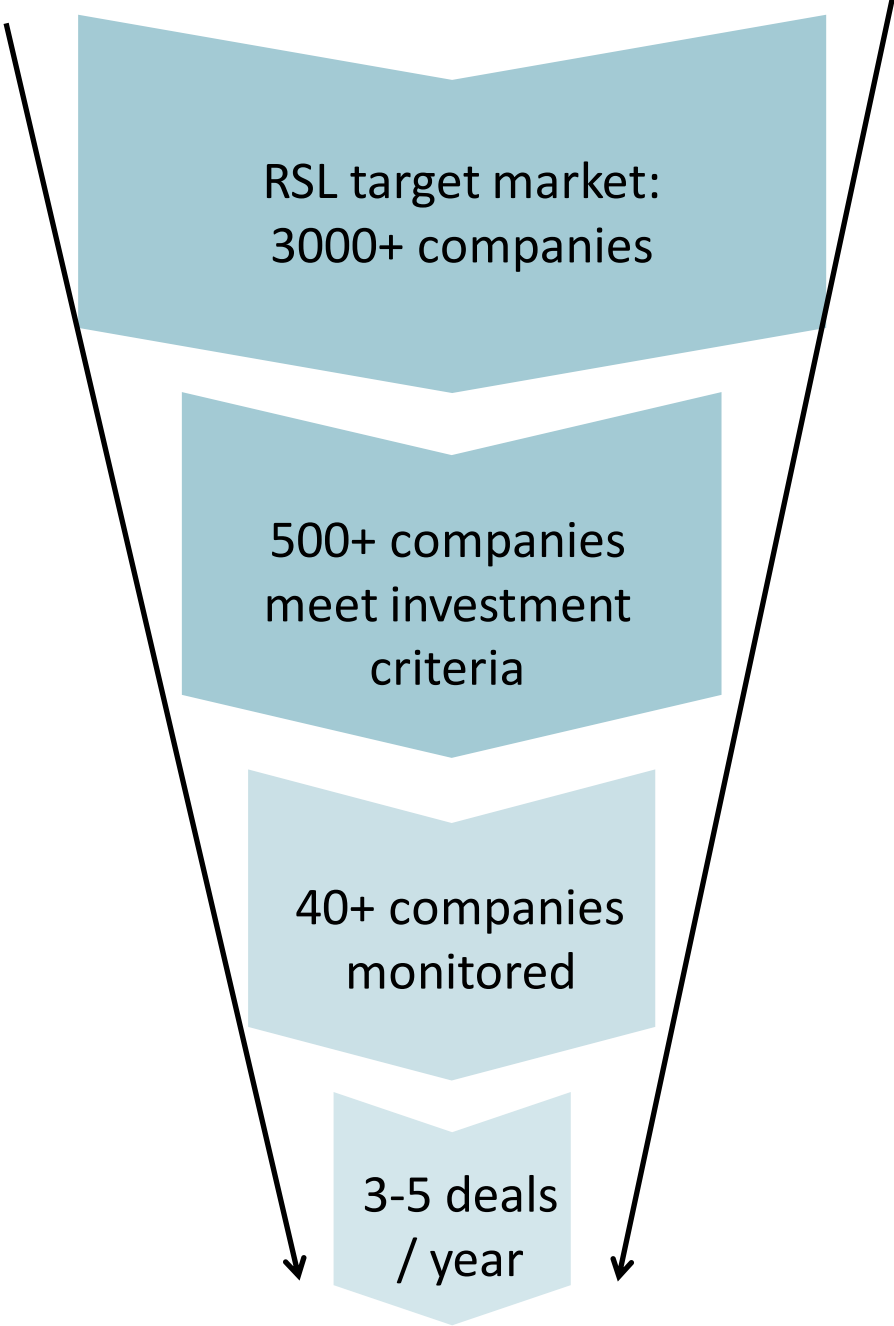 RSL target market:
3000+ companies
500+ companies
meet investment
criteria
40+ companies
monitored
3-5 deals
/ year